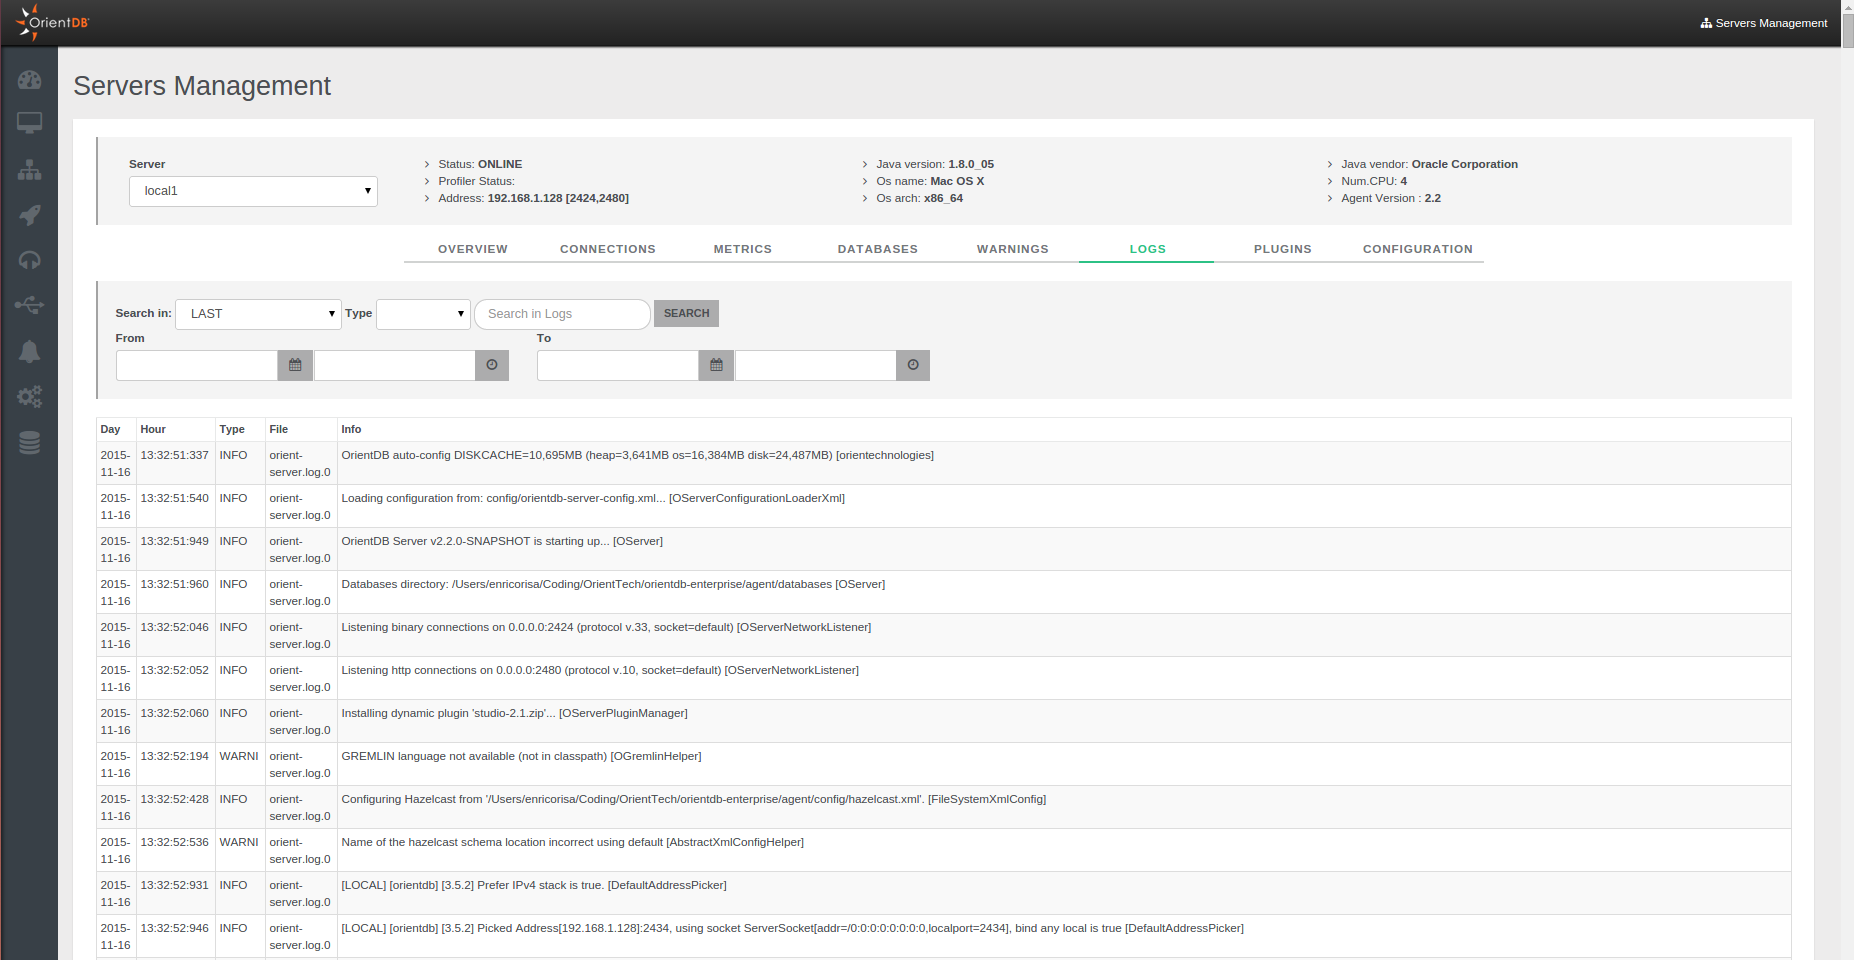 OrientDB
Servers Management
Servers Management
Server
local1
Status: ONLINE
Profiler Status:
Address: 192.168.1.128 [2424,2480]
Java version: 1.8.0_05
Os name: Mac OS X
Os arch: x86_64
Java vendor: Oracle Corporation
Num.CPU: 4
Agent Version : 2.2
OVERVIEW CONNECTIONS METRICS DATABASES WARNINGS LOGS PLUGINS CONFIGURATION
Search in: LAST Type Search in Logs SEARCH
From To
Day Hour Type File Info
2015- 13:32:51:337 INFO orient- OrientDB auto-config DISKCACHE=10,695MB (heap=3,641MB os=16,384MB disk=24,487MB) [orientechnologies]
11-16 server.log.0
2015- 13:32:51:540 INFO orient- Loading configuration from: config/orientdb-server-config.xml... [OServerConfigurationLoaderXml]
11-16 server.log.0
2015- 13:32:51:949 INFO orient- OrientDB Server v2.2.0-SNAPSHOT is starting up... [OServer]
11-16 server.log.0
2015- 13:32:51:960 INFO orient- Databases directory: /Users/enricorisa/Coding/OrientTech/orientdb-enterprise/agent/databases [OServer]
11-16 server.log.0
2015- 13:32:52:046 INFO orient- Listening binary connections on 0.0.0.0:2424 (protocol v.33, socket=default) [OServerNetworkListener]
11-16 server.log.0
2015- 13:32:52:052 INFO orient- Listening http connections on 0.0.0.0:2480 (protocol v.10, socket=default) [OServerNetworkListener]
11-16 server.log.0
2015- 13:32:52:060 INFO orient- Installing dynamic plugin 'studio-2.1.zip'... [OServerPluginManager]
11-16 server.log.0
2015- 13:32:52:194 WARNI orient- GREMLIN language not available (not in classpath) [OGremlinHelper]
11-16 server.log.0
2015- 13:32:52:428 INFO orient- Configuring Hazelcast from '/Users/enricorisa/Coding/OrientTech/orientdb-enterprise/agent/config/hazelcast.xml'. [FileSystemXmlConfig]
11-16 server.log.0
2015- 13:32:52:536 WARNI orient- Name of the hazelcast schema location incorrect using default [AbstractXmlConfigHelper]
11-16 server.log.0
2015- 13:32:52:931 INFO orient- [LOCAL] [orientdb] [3.5.2] Prefer IPv4 stack is true. [DefaultAddressPicker]
11-16 server.log.0
2015- 13:32:52:946 INFO orient- [LOCAL] [orientdb] [3.5.2] Picked Address[192.168.1.128]:2434, using socket ServerSocket[addr=/0:0:0:0:0:0:0:0,localport=2434], bind any local is true [DefaultAddressPicker]
11-16 server.log.0